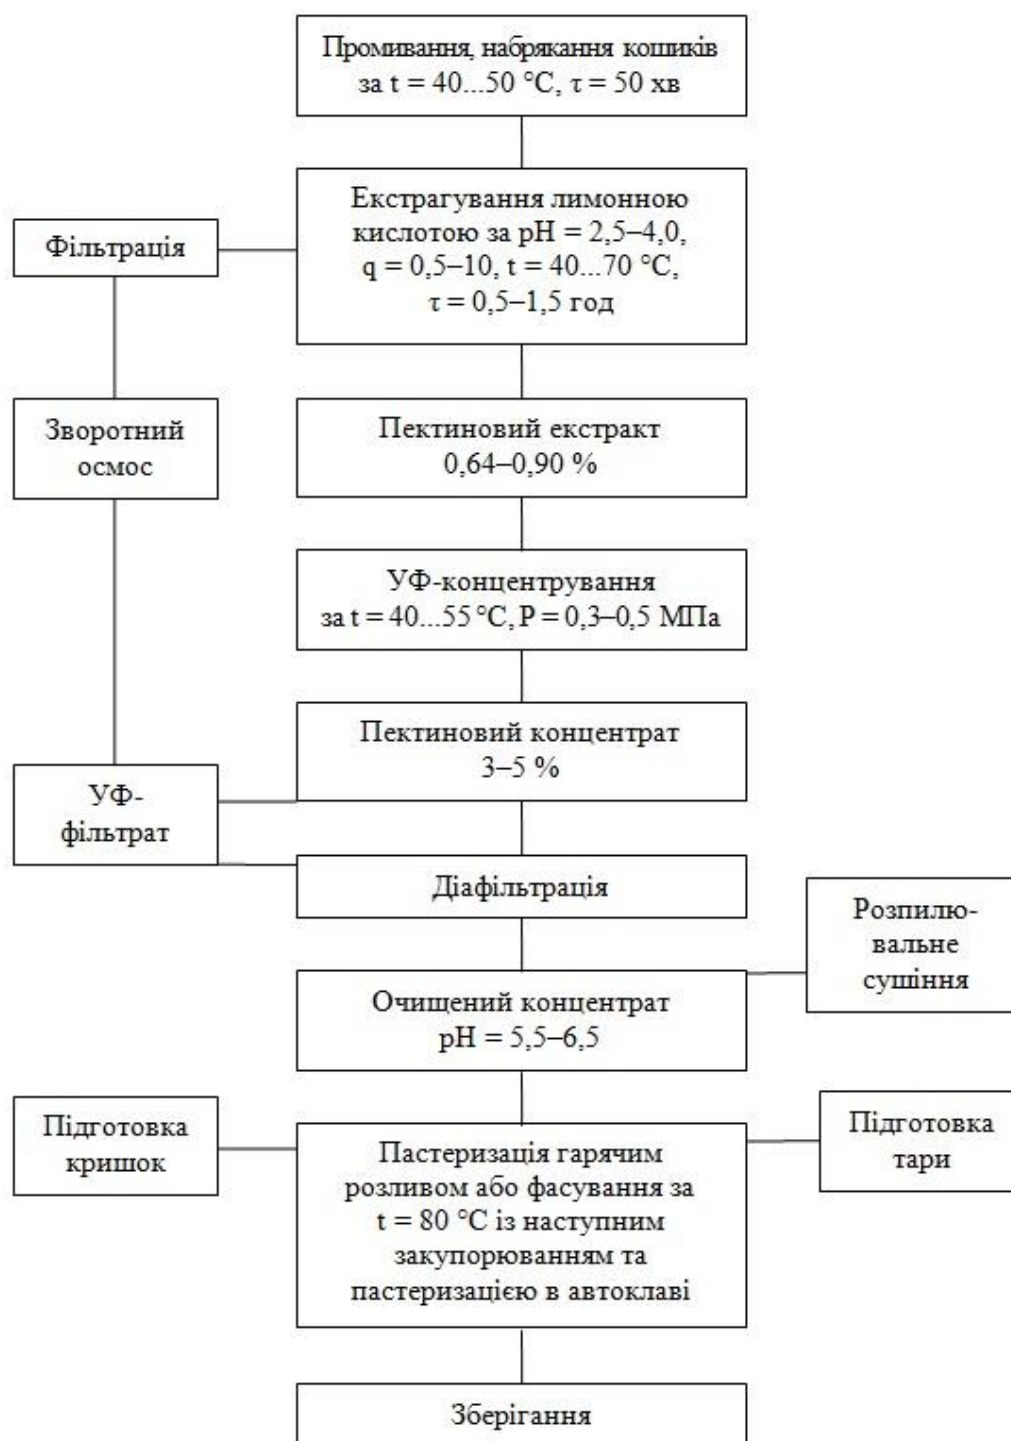 Промивання, набрякання кошиків
за t = 40...50 °С, τ = 50 хв
Екстрагування лимонною
кислотою за рН = 2,5–4,0,
q = 0,5–10, t = 40...70 °С,
τ = 0,5–1,5 год
Фільтрація
Зворотний
осмос
Пектиновий екстракт
0,64–0,90 %
УФ-концентрування
за t = 40...55 °С, Р = 0,3–0,5 МПа
Пектиновий концентрат
3–5 %
УФ-
фільтрат
Діафільтрація
Розпилю-
вальне
сушіння
Очищений концентрат
рН = 5,5–6,5
Підготовка
кришок
Пастеризація гарячим
розливом або фасування за
t = 80 °С із наступним
закупорюванням та
пастеризацією в автоклаві
Підготовка
тари
Зберігання